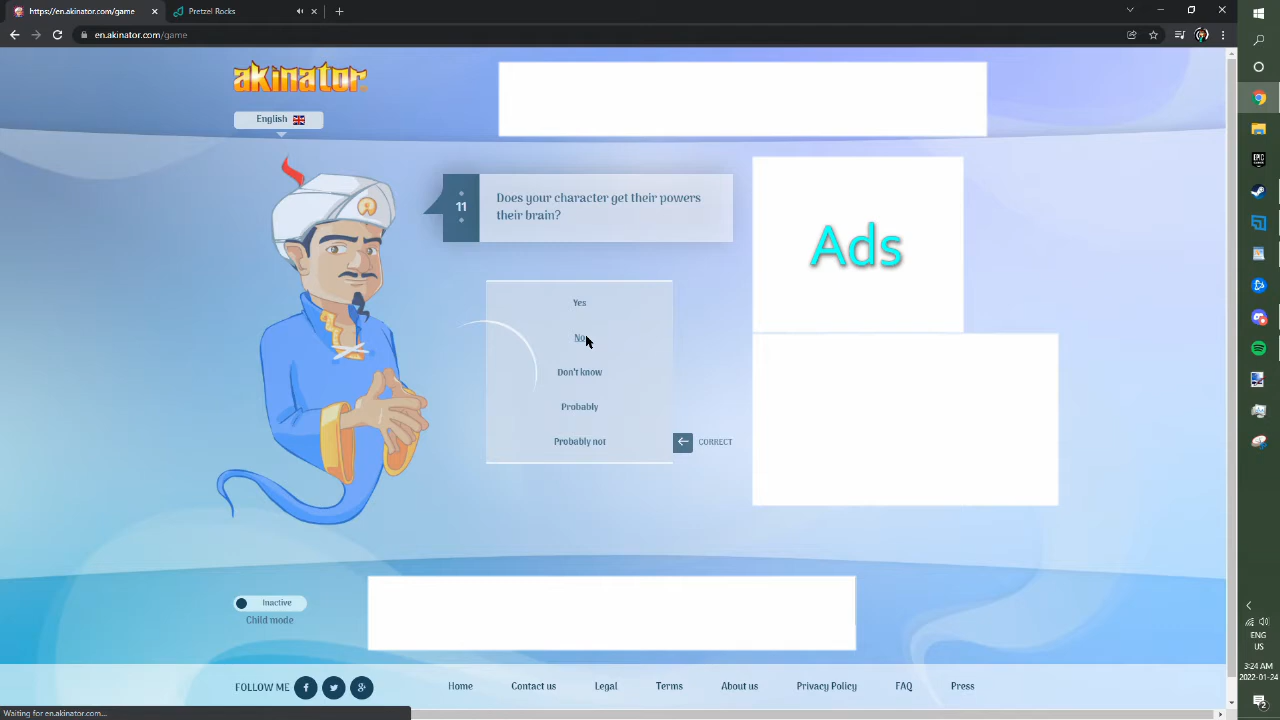 https://en.akinator.com/game
Pretzel Rocks
en.akinator.com/game
akinator
English
11
Does your character get their powers
their brain?
Yes
No
Don't know
Probably
Probably not
CORRECT
Ads
Inactive
Child mode
FOLLOW ME
Home
Contact us
Legal
Terms
About us
Privacy Policy
FAQ
Press
Waiting for en.akinator.com...
EPIC
GAMES
ENG
US
3:24 AM
2022-01-24
2